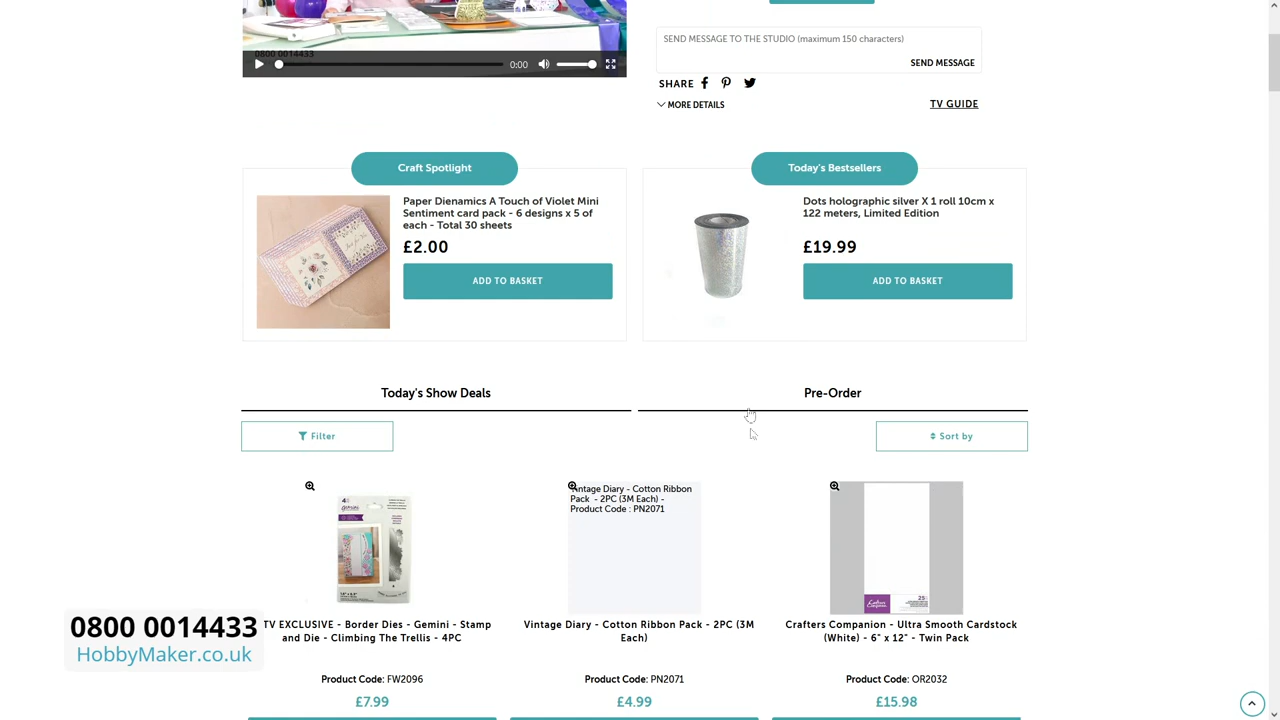 0800 0014433
0:00
SEND MESSAGE TO THE STUDIO (maximum 150 characters)
SEND MESSAGE
SHARE
MORE DETAILS
TV GUIDE
Craft Spotlight
Today's Bestsellers
Paper Dienamics A Touch of Violet Mini
Sentiment card pack - 6 designs x 5 of
each - Total 30 sheets
£2.00
ADD TO BASKET
Dots holographic silver X 1 roll 10cm x
122 meters, Limited Edition
£19.99
ADD TO BASKET
Today's Show Deals
Pre-Order
Filter
Sort by
gemini
Vintage Diary - Cotton Ribbon
Pack - 2PC (3M Each) -
Product Code : PN2071
TV EXCLUSIVE - Border Dies - Gemini - Stamp
and Die - Climbing The Trellis - 4PC
Product Code: FW2096
£7.99
Vintage Diary - Cotton Ribbon Pack - 2PC (3M
Each)
Product Code: PN2071
£4.99
Crafters Companion - Ultra Smooth Cardstock
(White) - 6" x 12" - Twin Pack
Product Code: OR2032
£15.98
0800 0014433
HobbyMaker.co.uk